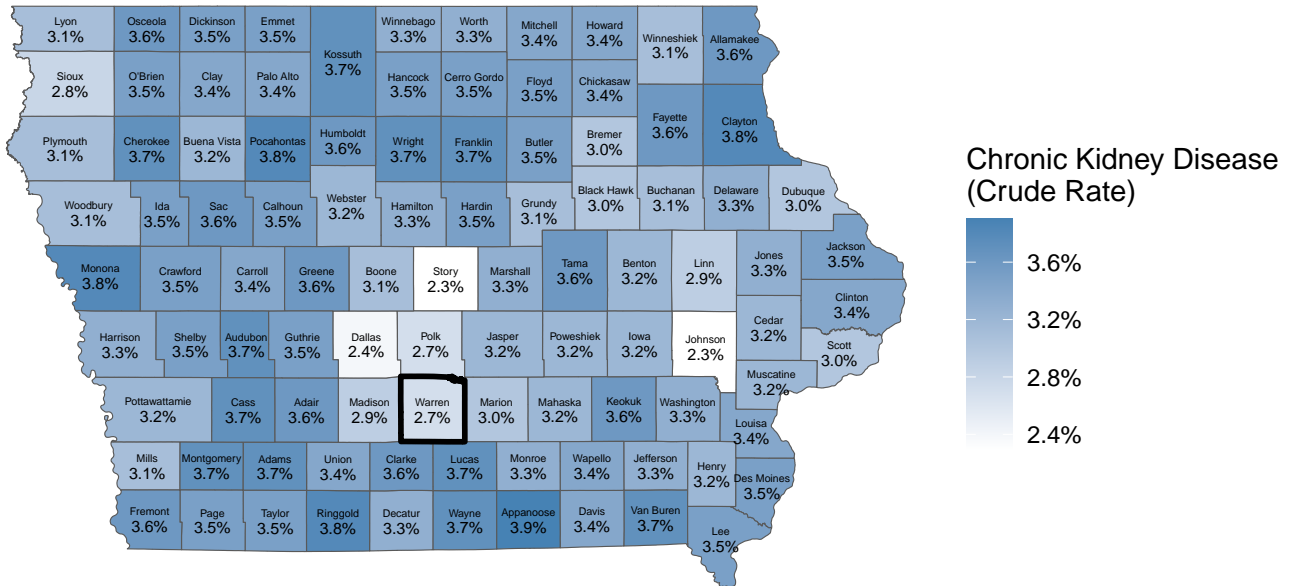 Lyon
3.1%
Osceola
3.6%
Dickinson
3.5%
Emmet
3.5%
Kossuth
3.7%
Winnebago
3.3%
Worth
3.3%
Mitchell
3.4%
Howard
3.4%
Winneshiek
3.1%
Allamakee
3.6%
Sioux
2.8%
O'Brien
3.5%
Clay
3.4%
Palo Alto
3.4%
Hancock
3.5%
Cerro Gordo
3.5%
Floyd
3.5%
Chickasaw
3.4%
Fayette
3.6%
Clayton
3.8%
Plymouth
3.1%
Cherokee
3.7%
Buena Vista
3.2%
Pocahontas
3.8%
Humboldt
3.6%
Wright
3.7%
Franklin
3.7%
Butler
3.5%
Bremer
3.0%
Woodbury
3.1%
Ida
3.5%
Sac
3.6%
Calhoun
3.5%
Webster
3.2%
Hamilton
3.3%
Hardin
3.5%
Grundy
3.1%
Black Hawk
3.0%
Buchanan
3.1%
Delaware
3.3%
Dubuque
3.0%
Monona
3.8%
Crawford
3.5%
Carroll
3.4%
Greene
3.6%
Boone
3.1%
Story
2.3%
Marshall
3.3%
Tama
3.6%
Benton
3.2%
Linn
2.9%
Jones
3.3%
Jackson
3.5%
Clinton
3.4%
Harrison
3.3%
Shelby
3.5%
Audubon
3.7%
Guthrie
3.5%
Dallas
2.4%
Polk
2.7%
Jasper
3.2%
Poweshiek
3.2%
Iowa
3.2%
Johnson
2.3%
Cedar
3.2%
Scott
3.0%
Muscatine
3.2%
Pottawattamie
3.2%
Cass
3.7%
Adair
3.6%
Madison
2.9%
Warren
2.7%
Marion
3.0%
Mahaska
3.2%
Keokuk
3.6%
Washington
3.3%
Louisa
3.4%
Mills
3.1%
Montgomery
3.7%
Adams
3.7%
Union
3.4%
Clarke
3.6%
Lucas
3.7%
Monroe
3.3%
Wapello
3.4%
Jefferson
3.3%
Henry
3.2%
Des Moines
3.5%
Fremont
3.6%
Page
3.5%
Taylor
3.5%
Ringgold
3.8%
Decatur
3.3%
Wayne
3.7%
Appanoose
3.9%
Davis
3.4%
Van Buren
3.7%
Lee
3.5%
Chronic Kidney Disease
(Crude Rate)
3.6%
3.2%
2.8%
2.4%